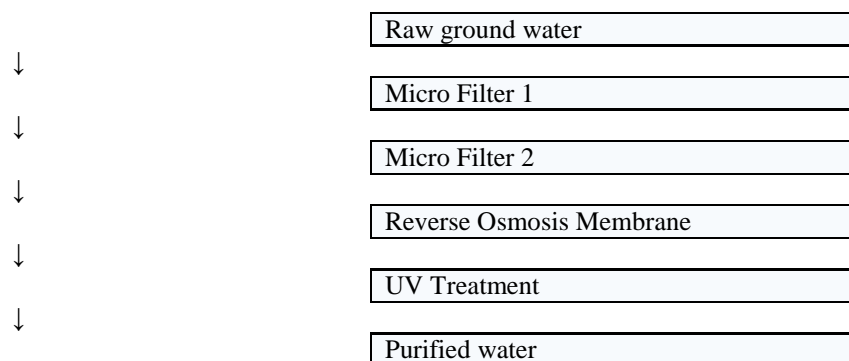 Raw ground water
↓
Micro Filter 1
↓
Micro Filter 2
↓
Reverse Osmosis Membrane
↓
UV Treatment
↓
Purified water